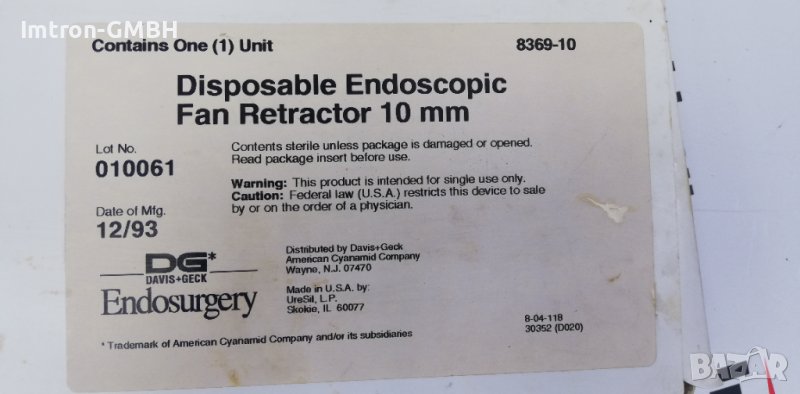 Imtron-GMBH
Contains One (1) Unit
8369-10
Disposable Endoscopic
Fan Retractor 10 mm
Lot No.
010061
Contents sterile unless package is damaged or opened.
Read package insert before use.
Warning: This product is intended for single use only.
Caution: Federal law (U.S.A.) restricts this device to sale
by or on the order of a physician.
Date of Mfg.
12/93
DG*
DAVIS+GECK
Endosurgery
Distributed by Davis+Geck
American Cyanamid Company
Wayne, N.J. 07470
Made in U.S.A. by:
UreSil, L.P.
Skokie, IL 60077
8-04-118
30352 (D020)
* Trademark of American Cyanamid Company and/or its subsidiaries
BAZAR